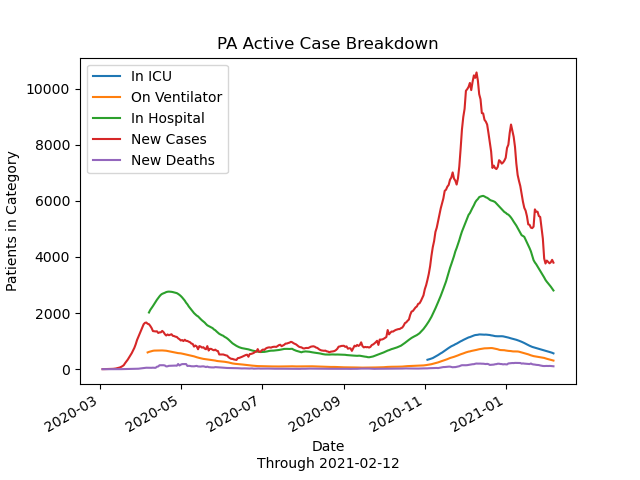 PA Active Case Breakdown
In ICU
On Ventilator
In Hospital
New Cases
New Deaths
Patients in Category
10000
8000
6000
4000
2000
0
2020-03
2020-05
2020-07
2020-09
2020-11
2021-01
Date
Through 2021-02-12